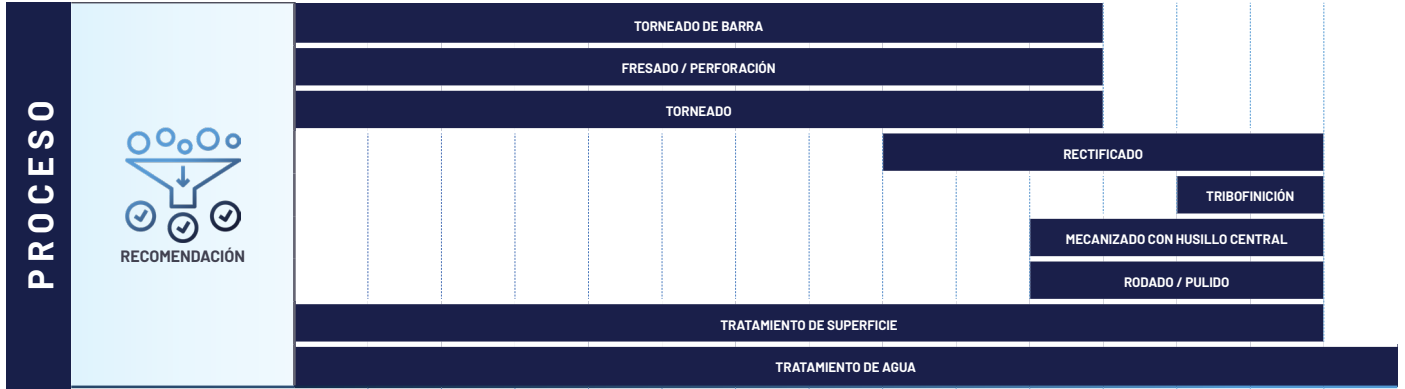 PROCESO
RECOMENDACIÓN
TORNEADO DE BARRA
FRESADO / PERFORACIÓN
TORNEADO
RECTIFICADO
TRIBOFINICIÓN
MECANIZADO CON HUSILLO CENTRAL
RODADO / PULIDO
TRATAMIENTO DE SUPERFICIE
TRATAMIENTO DE AGUA